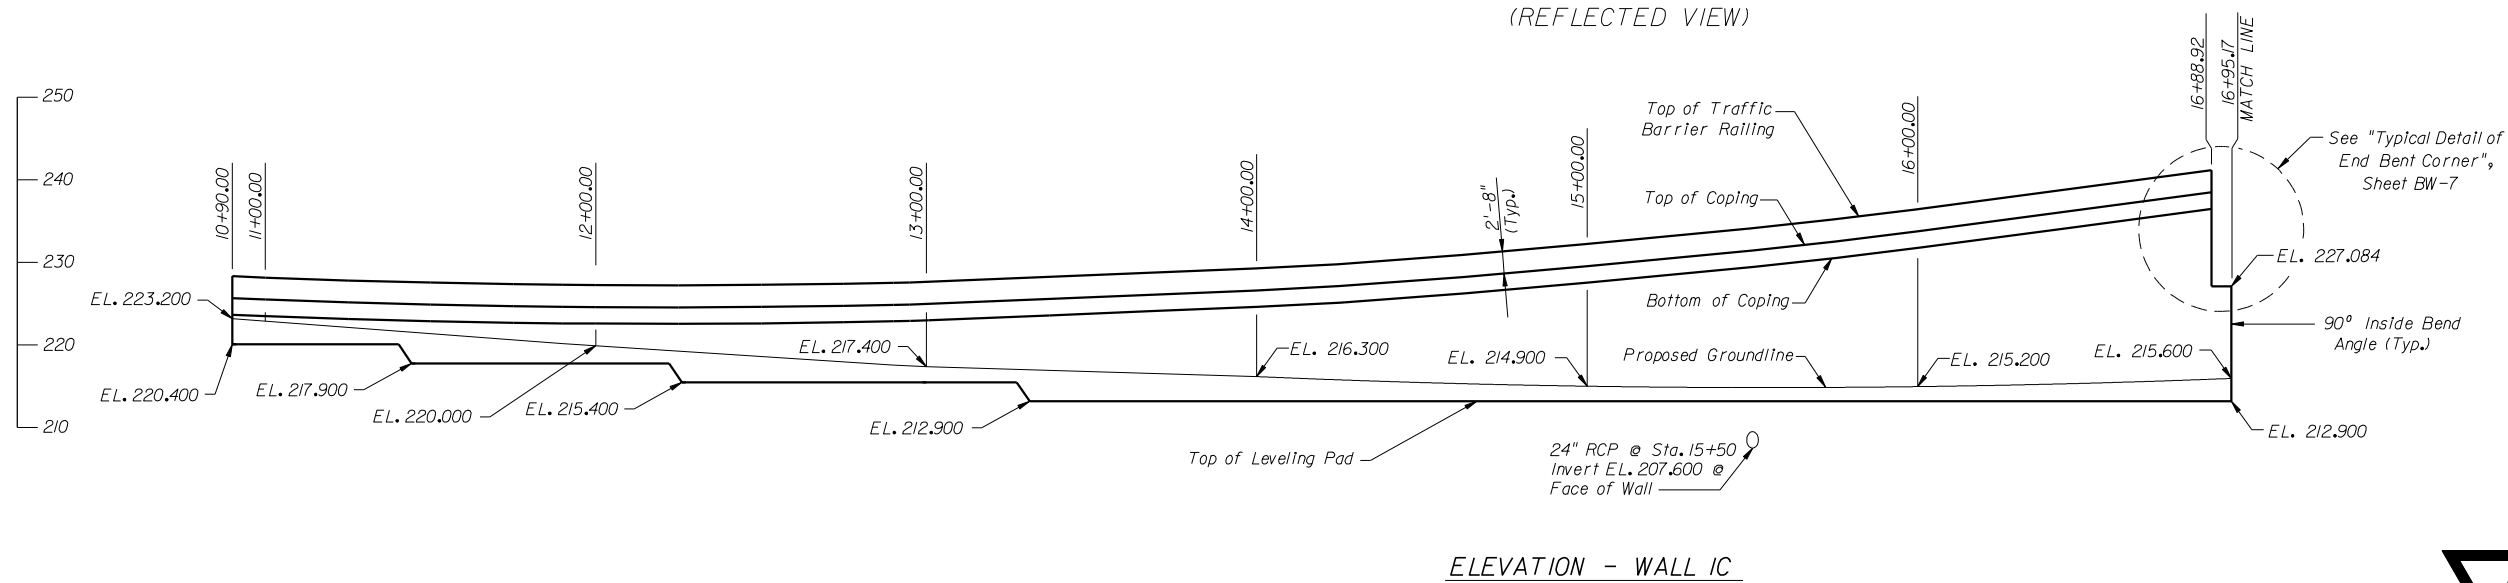 (REFLECTED VIEW)
250
240
230
220
210
10+90.00
11+00.00
12+00.00
13+00.00
14+00.00
15+00.00
16+00.00
16+88.92
16+95.17
MATCH LINE
2'-8"
(Typ.)
Top of Traffic
Barrier Railing
Top of Coping
Bottom of Coping
See "Typical Detail of
End Bent Corner",
Sheet BW-7
EL. 227.084
90° Inside Bend
Angle (Typ.)
EL. 223.200
EL. 220.400
EL. 217.900
EL. 220.000
EL. 215.400
EL. 217.400
EL. 212.900
EL. 216.300
EL. 214.900
Proposed Groundline
EL. 215.200
EL. 215.600
EL. 212.900
Top of Leveling Pad
24" RCP @ Sta. 15+50
Invert EL. 207.600 @
Face of Wall
ELEVATION - WALL 1C